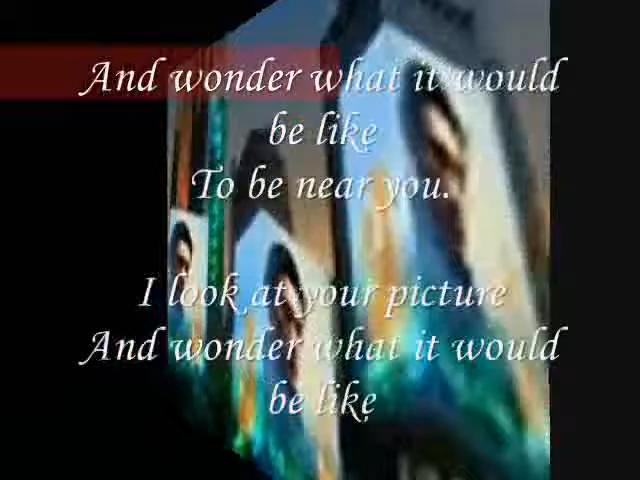 And wonder what it would
be like
To be near you.
I look at your picture
And wonder what it would
be like